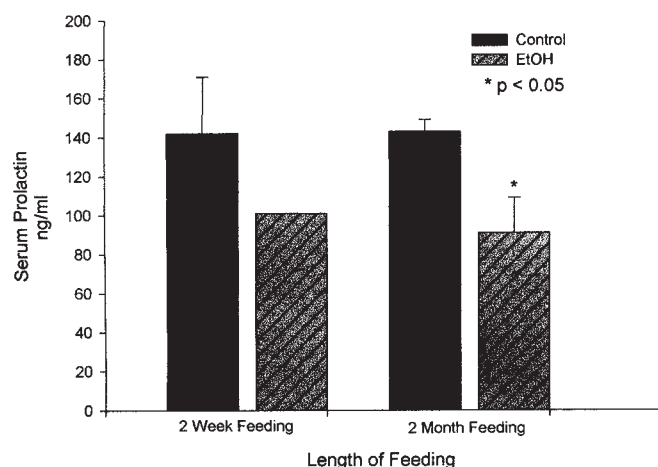 200
180
160
140
120
100
80
60
40
20
0
Serum Prolactin
ng/ml
Control
EtOH
* p < 0.05
*
2 Week Feeding
2 Month Feeding
Length of Feeding